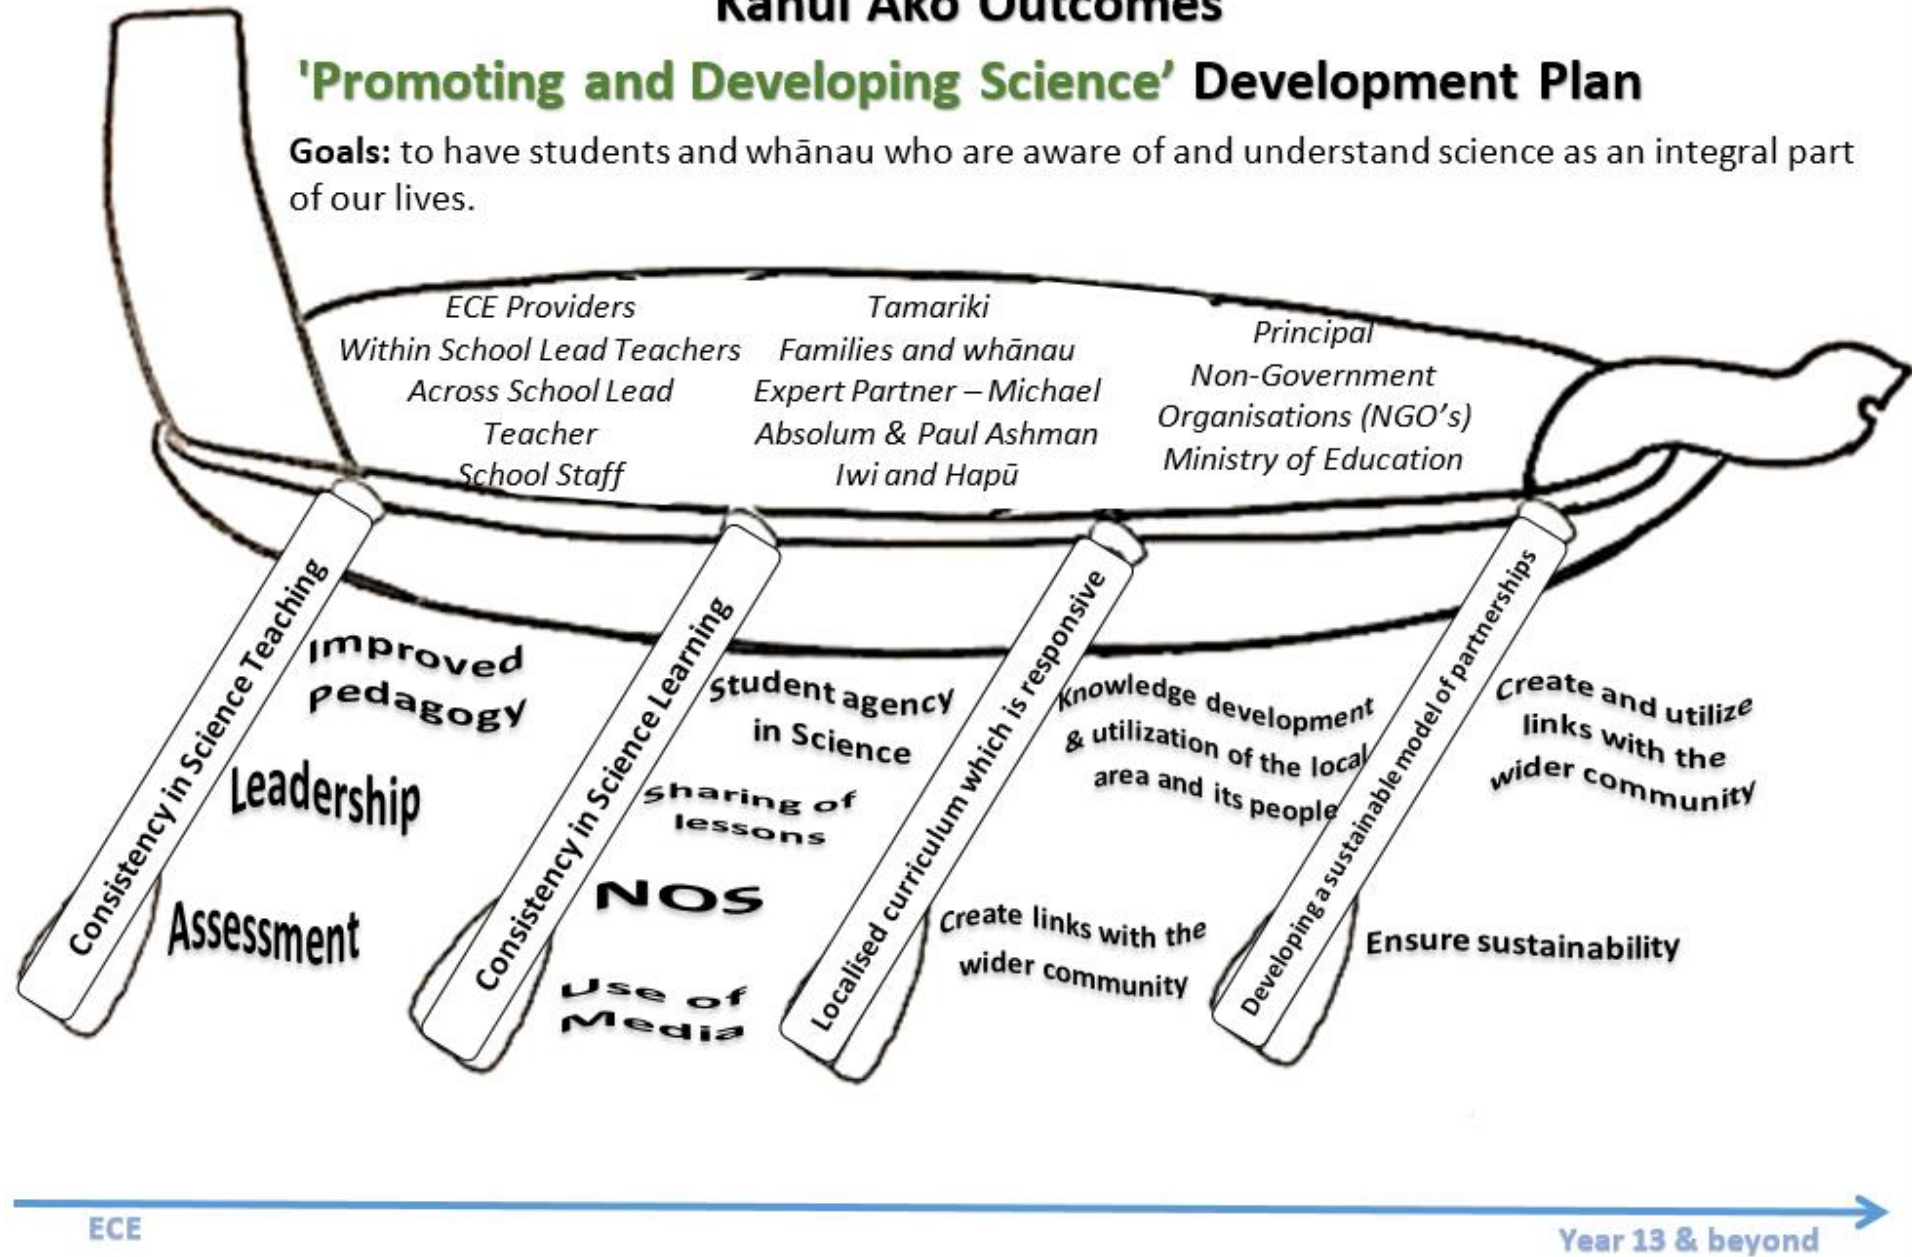 Kāhui Ako Outcomes
'Promoting and Developing Science’ Development Plan
Goals: to have students and whānau who are aware of and understand science as an integral part
of our lives.
ECE Providers
Within School Lead Teachers
Across School Lead
Teacher
School Staff
Tamariki
Families and whānau
Expert Partner – Michael
Absolum & Paul Ashman
Iwi and Hapū
Principal
Non-Government
Organisations (NGO’s)
Ministry of Education
Consistency in Science Teaching
Improved
pedagogy
Leadership
Assessment
Consistency in Science Learning
Student agency
in Science
Sharing of
lessons
NOS
Use of
Media
Localised curriculum which is responsive
Knowledge development
& utilization of the local
area and its people
Create links with the
wider community
Developing a sustainable model of partnerships
Create and utilize
links with the
wider community
Ensure sustainability
ECE
Year 13 & beyond